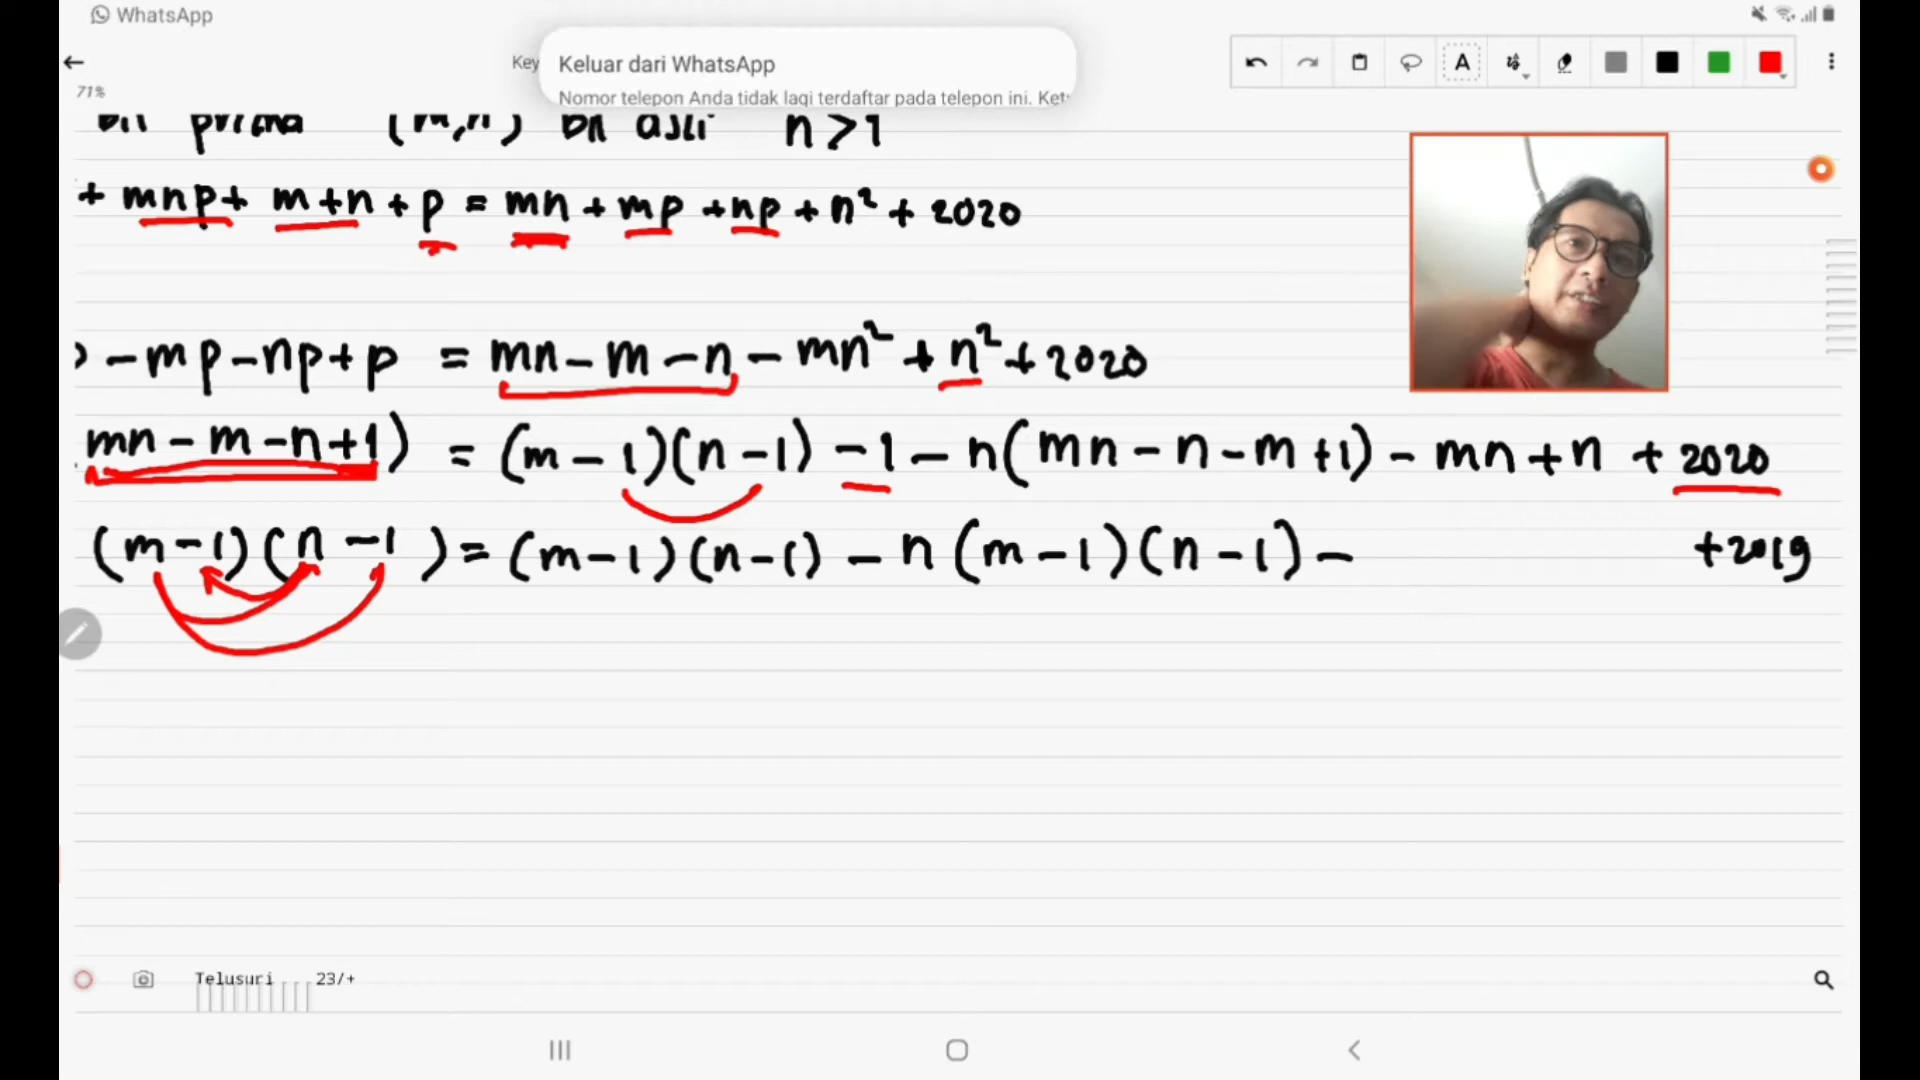 WhatsApp
Key
Keluar dari WhatsApp
Nomor telepon Anda tidak lagi terdaftar pada telepon ini.
A
71%
bil prima (m,n) bil asli n > 1
+ mnp + m + n + p = mn + mp + np + n² + 2020
- mp - np + p = mn - m - n - mn² + n² + 2020
mn - m - n + 1) = (m - 1)(n - 1) - 1 - n(mn - n - m + 1) - mn + n + 2020
(m - 1)(n - 1) = (m - 1)(n - 1) - n(m - 1)(n - 1) - + 2019
Telusuri 23/+